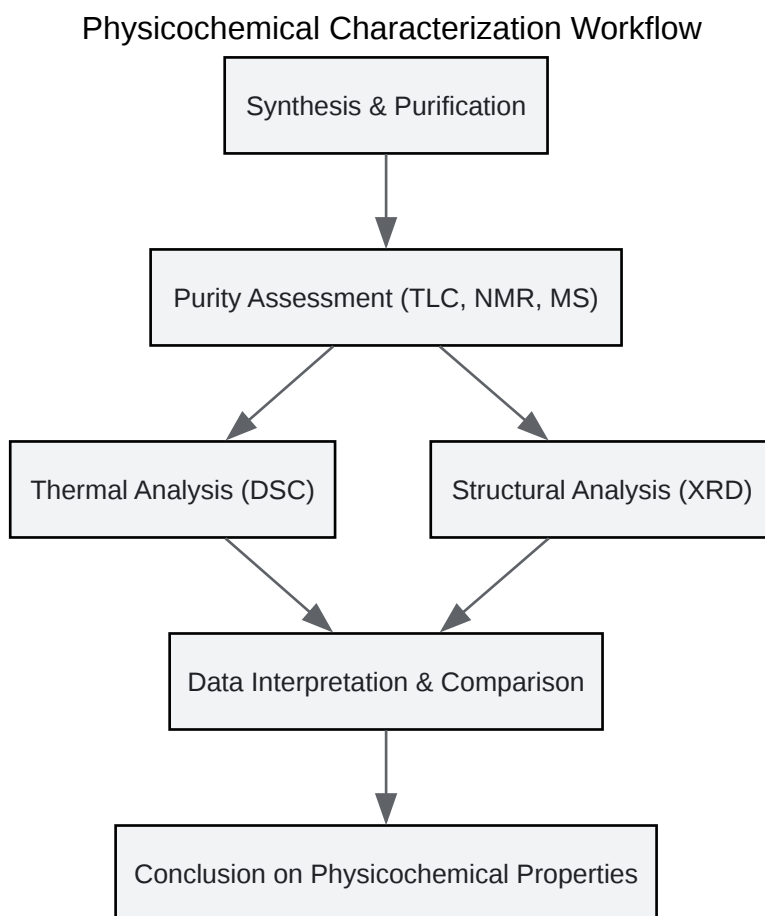 Physicochemical Characterization Workflow
Synthesis & Purification
Purity Assessment (TLC, NMR, MS)
Thermal Analysis (DSC)
Structural Analysis (XRD)
Data Interpretation & Comparison
Conclusion on Physicochemical Properties